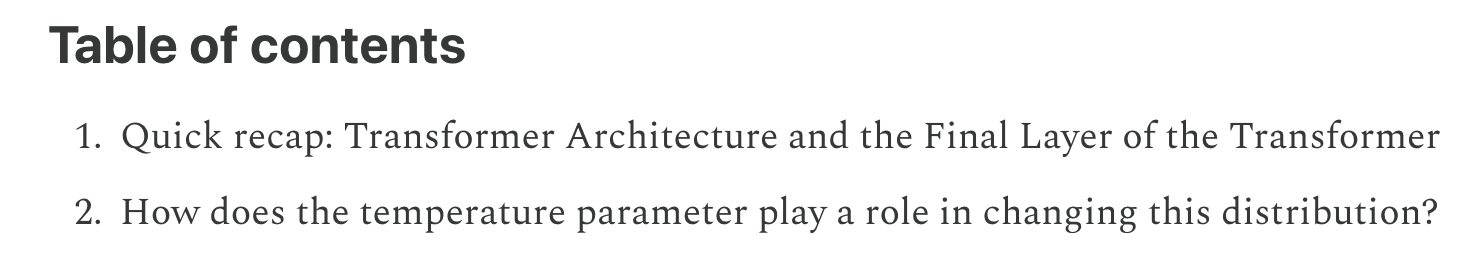 Table of contents
1. Quick recap: Transformer Architecture and the Final Layer of the Transformer
2. How does the temperature parameter play a role in changing this distribution?